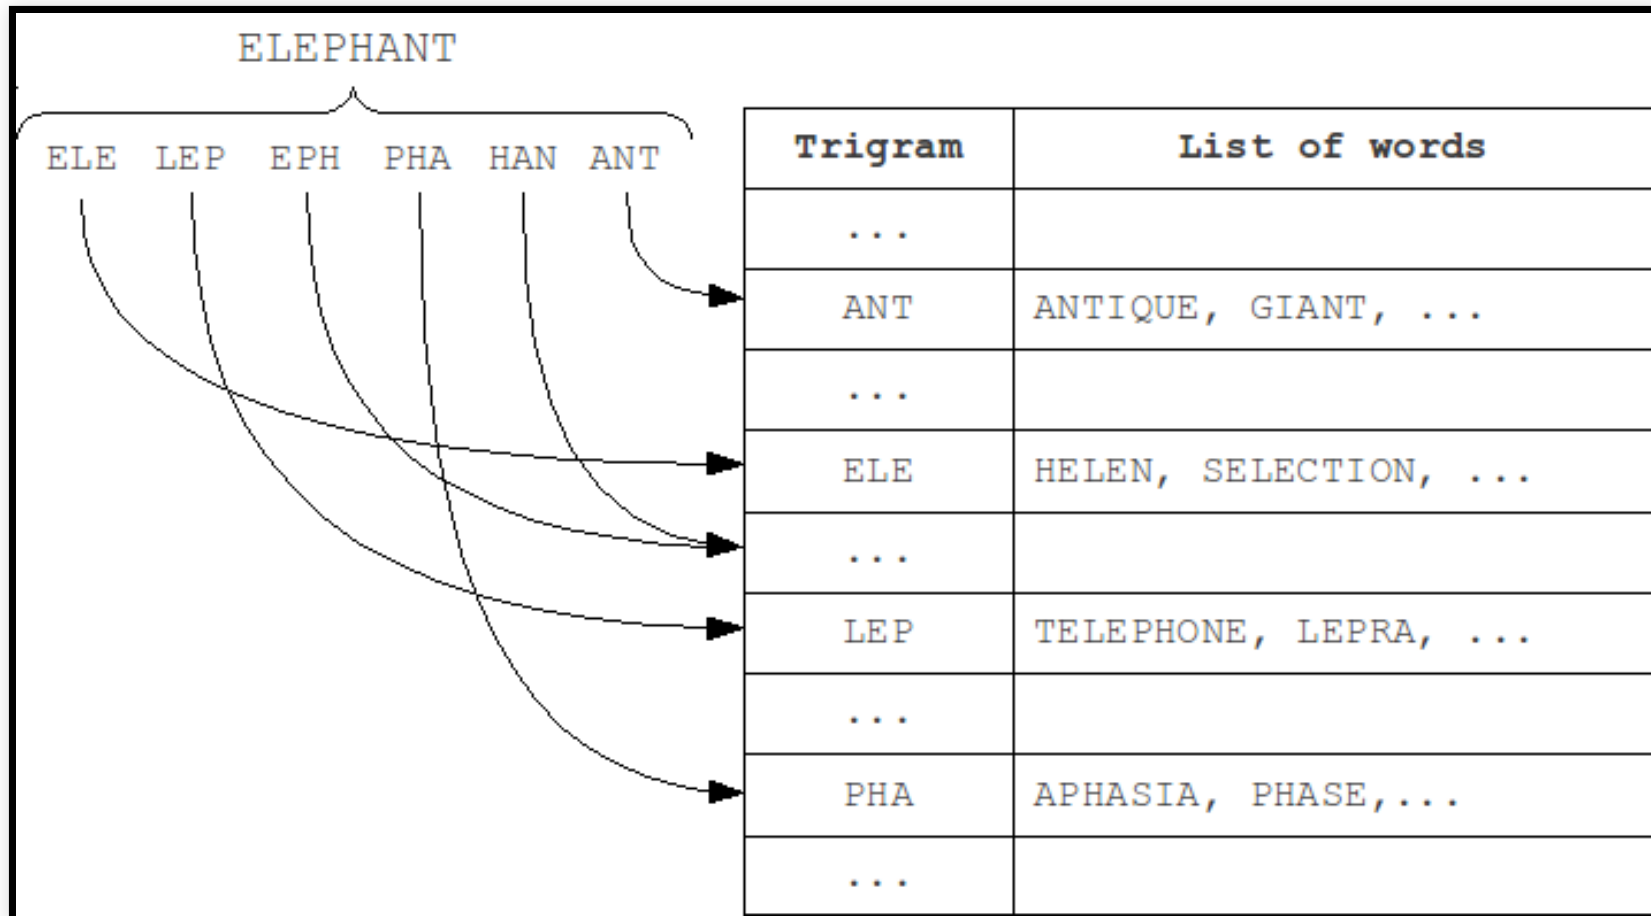 ELEPHANT
ELE LEP EPH PHA HAN ANT
Trigram List of words
...
ANT ANTIQUE, GIANT, ...
...
ELE HELEN, SELECTION, ...
...
LEP TELEPHONE, LEPRA, ...
...
PHA APHASIA, PHASE,...
...